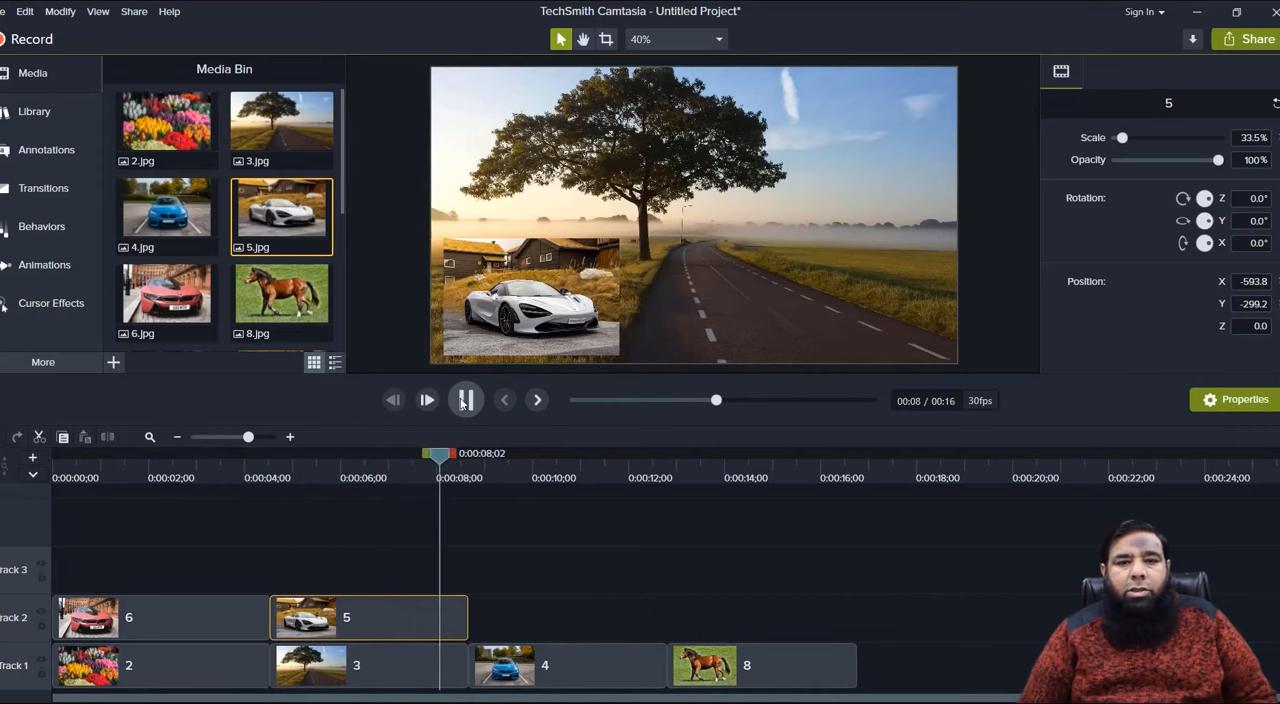 Edit Modify View Share Help TechSmith Camtasia - Untitled Project* Sign In
Record 40% Share
Media Media Bin
Library
Annotations
Transitions
Behaviors
Animations
Cursor Effects
More
2.jpg 3.jpg
4.jpg 5.jpg
6.jpg 8.jpg
5
Scale 33.5%
Opacity 100%
Rotation: Z 0.0°
Y 0.0°
X 0.0°
Position: X -593.8
Y -299.2
Z 0.0
00:08 / 00:16 30fps Properties
0:00:08;02
0:00:00;00 0:00:02;00 0:00:04;00 0:00:06;00 0:00:08;00 0:00:10;00 0:00:12;00 0:00:14;00 0:00:16;00 0:00:18;00 0:00:20;00 0:00:22;00 0:00:24;00
rack 3
rack 2 6 5
Track 1 2 3 4 8